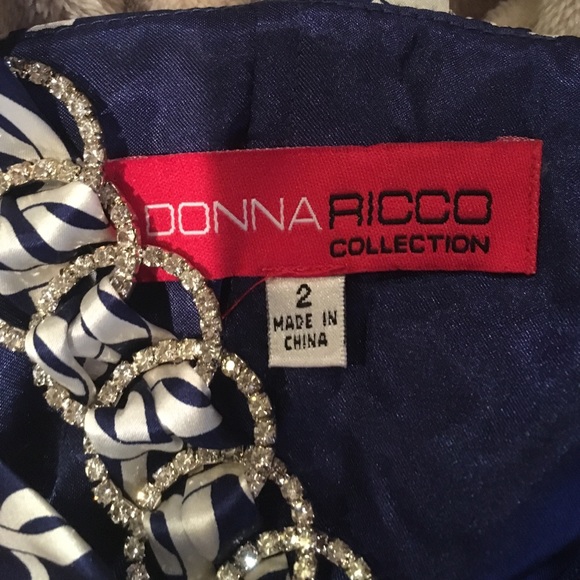 DONNA RICCO
COLLECTION
2
MADE IN
CHINA